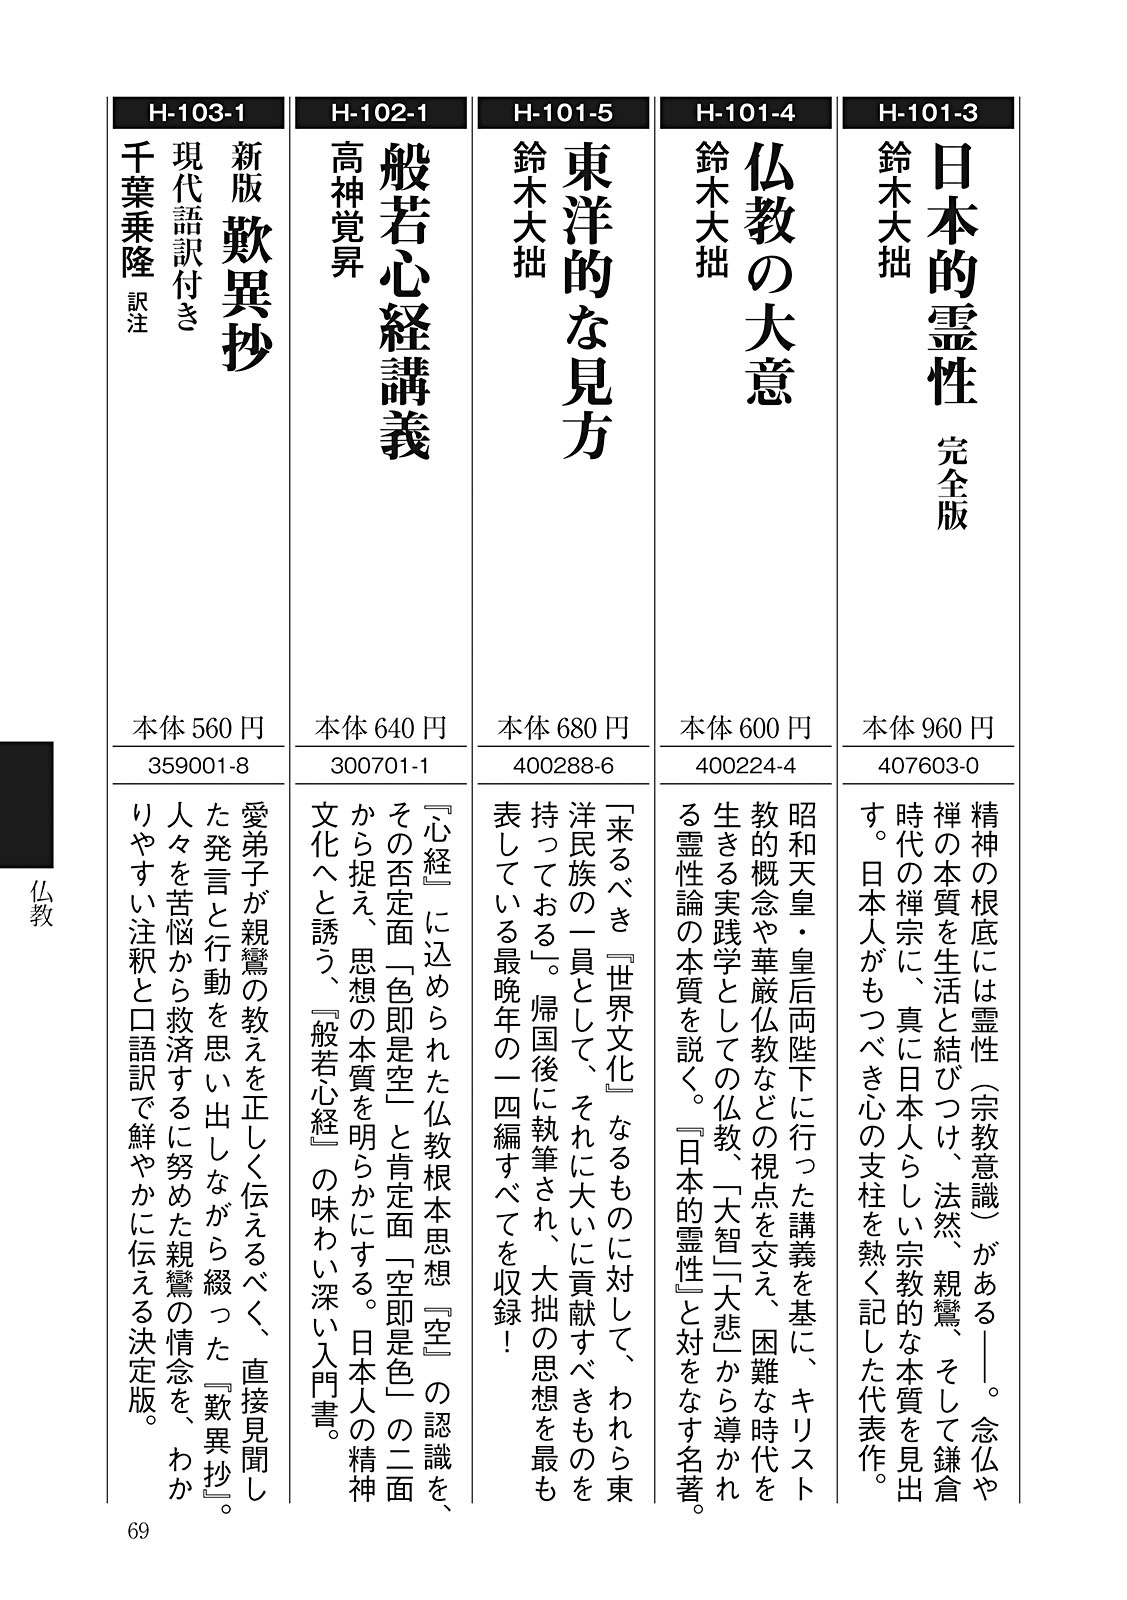 H-101-3
日本的霊性 完全版
鈴木大拙
本体960円
407603-0
精神の根底には霊性（宗教意識）がある――。念仏や
禅の本質を生活と結びつけ、法然、親鸞、そして鎌倉
時代の禅宗に、真に日本人らしい宗教的な本質を見出
す。日本人がもつべき心の支柱を熱く記した代表作。
H-101-4
仏教の大意
鈴木大拙
本体600円
400224-4
昭和天皇・皇后両陛下に行った講義を基に、キリスト
教的概念や華厳仏教などの視点を交え、困難な時代を
生きる実践学としての仏教、「大智」「大悲」から導かれ
る霊性論の本質を説く。『日本的霊性』と対をなす名著。
H-101-5
東洋的な見方
鈴木大拙
本体680円
400288-6
「来るべき『世界文化』なるものに対して、われら東
洋民族の一員として、それに大いに貢献すべきものを
持っておる」。帰国後に執筆され、大拙の思想を最も
表している最晩年の一四編すべてを収録！
H-102-1
般若心経講義
高神覚昇
本体640円
300701-1
『心経』に込められた仏教根本思想『空』の認識を、
その否定面「色即是空」と肯定面「空即是色」の二面
から捉え、思想の本質を明らかにする。日本人の精神
文化へと誘う、『般若心経』の味わい深い入門書。
H-103-1
新版 歎異抄
現代語訳付き
千葉乗隆 訳注
本体560円
359001-8
愛弟子が親鸞の教えを正しく伝えるべく、直接見聞し
た発言と行動を思い出しながら綴った『歎異抄』。
人々を苦悩から救済するに努めた親鸞の情念を、わか
りやすい注釈と口語訳で鮮やかに伝える決定版。
仏教
69